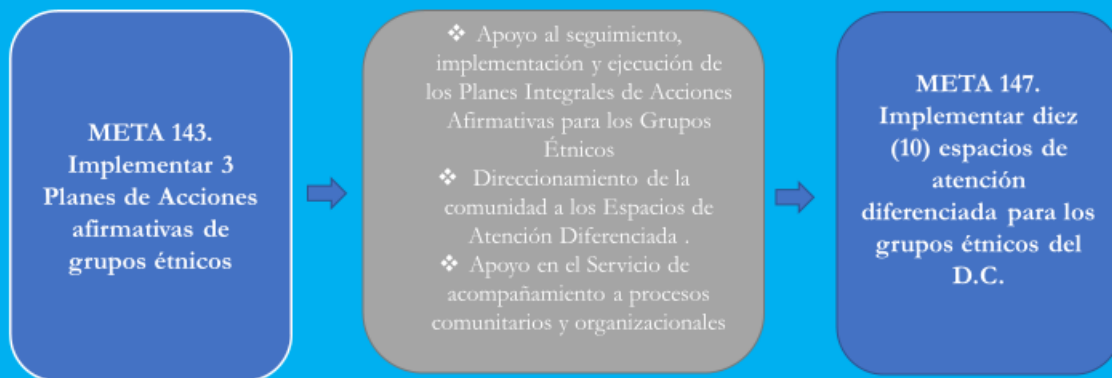 META 143.
Implementar 3
Planes de Acciones
afirmativas de
grupos étnicos
❖ Apoyo al seguimiento,
implementación y ejecución de
los Planes Integrales de Acciones
Afirmativas para los Grupos
Étnicos
❖ Direccionamiento de la
comunidad a los Espacios de
Atención Diferenciada .
❖ Apoyo en el Servicio de
acompañamiento a procesos
comunitarios y organizacionales
META 147.
Implementar diez
(10) espacios de
atención
diferenciada para los
grupos étnicos del
D.C.